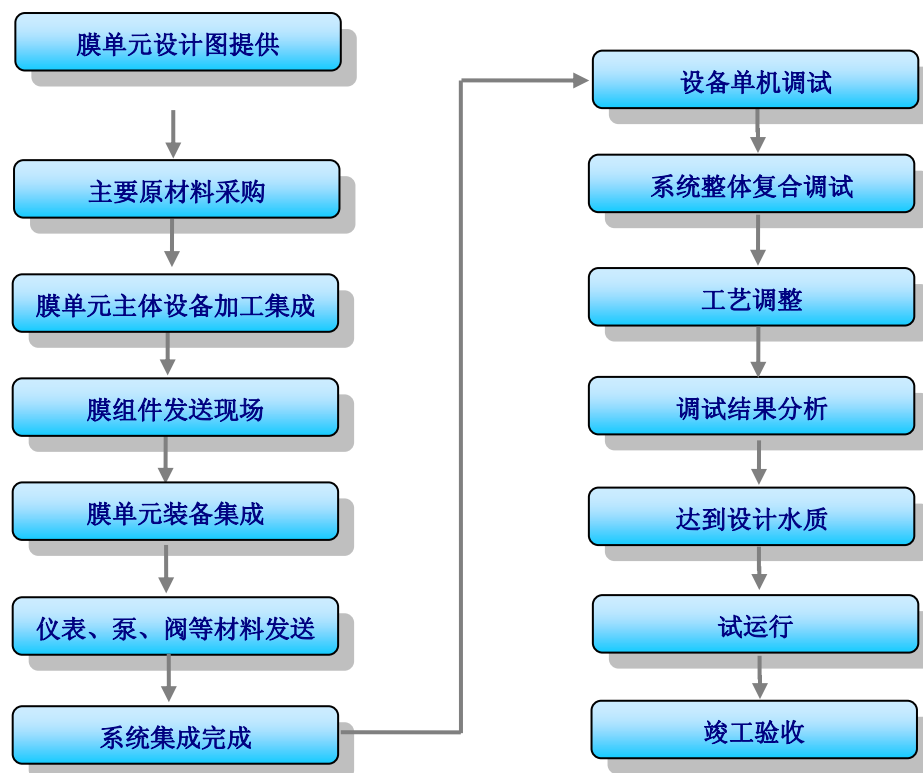 膜单元设计图提供
主要原材料采购
膜单元主体设备加工集成
膜组件发送现场
膜单元装备集成
仪表、泵、阀等材料发送
系统集成完成
设备单机调试
系统整体复合调试
工艺调整
调试结果分析
达到设计水质
试运行
竣工验收